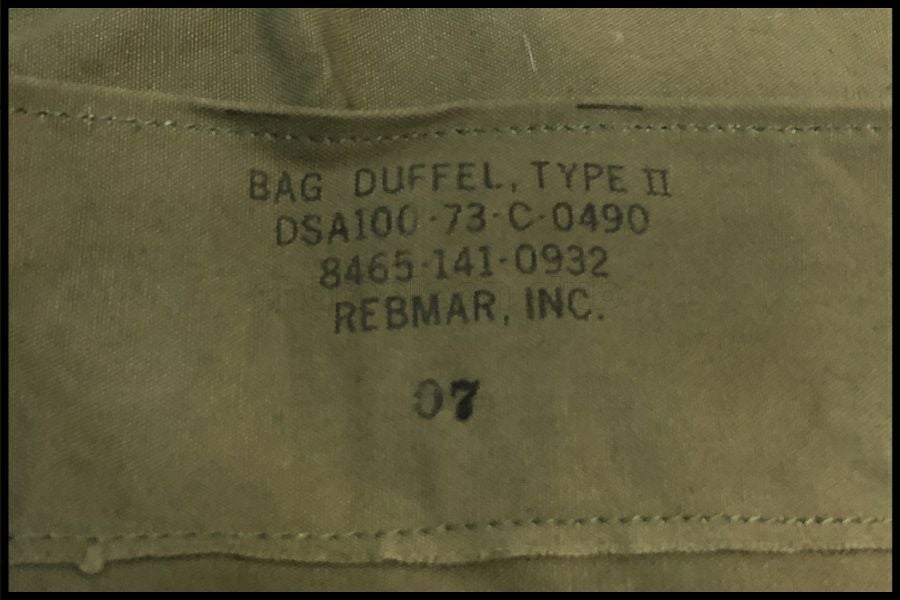 BAG DUFFEL, TYPE II
DSA100-73-C-0490
8465-141-0932
REBMAR, INC.
07